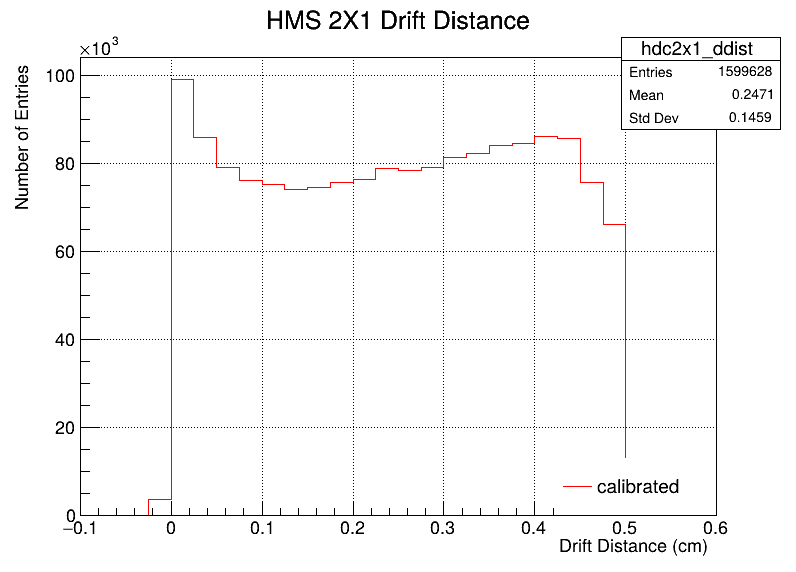 HMS 2X1 Drift Distance
×10³
hdc2x1_ddist
Entries 1599628
Mean 0.2471
Std Dev 0.1459
Number of Entries
100
80
60
40
20
0
−0.1 0 0.1 0.2 0.3 0.4 0.5 0.6
calibrated
Drift Distance (cm)